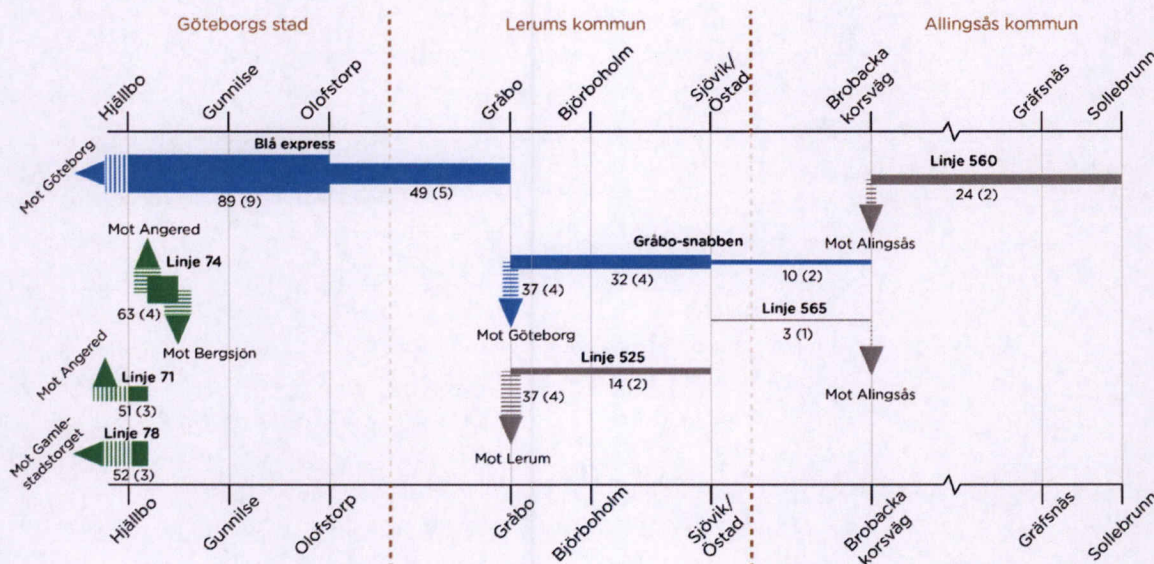 Göteborgs stad
Lerums kommun
Allingsås kommun
Hjällbo
Gunnilse
Olofstorp
Gråbo
Björboholm
Sjövik/
Östad
Brobacka
korsväg
Gräfsnäs
Sollebrunn
Mot Göteborg
Blå express
89 (9)
49 (5)
Linje 560
24 (2)
Mot Alingsås
Mot Angered
Linje 74
63 (4)
Mot Bergsjön
Gråbo-snabben
37 (4)
32 (4)
10 (2)
Mot Göteborg
Linje 565
3 (1)
Mot Alingsås
Mot Angered
Linje 71
51 (3)
Linje 525
37 (4)
14 (2)
Mot Lerum
Mot Gamle-
stadstorget
Linje 78
52 (3)
Hjällbo
Gunnilse
Olofstorp
Gråbo
Björboholm
Sjövik/
Östad
Brobacka
korsväg
Gräfsnäs
Sollebrunn